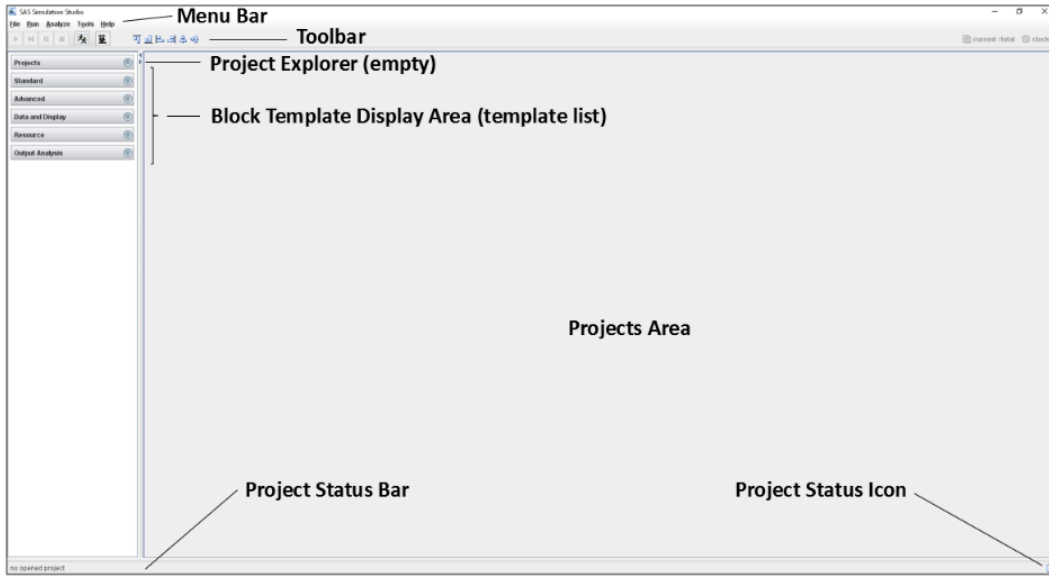 SAS Simulation Studio
File Run Analyze Tools Help
Menu Bar
Toolbar
current / total clock
Projects
Project Explorer (empty)
Standard
Advanced
Data and Display
Block Template Display Area (template list)
Resource
Output Analysis
Projects Area
Project Status Bar
Project Status Icon
no opened project